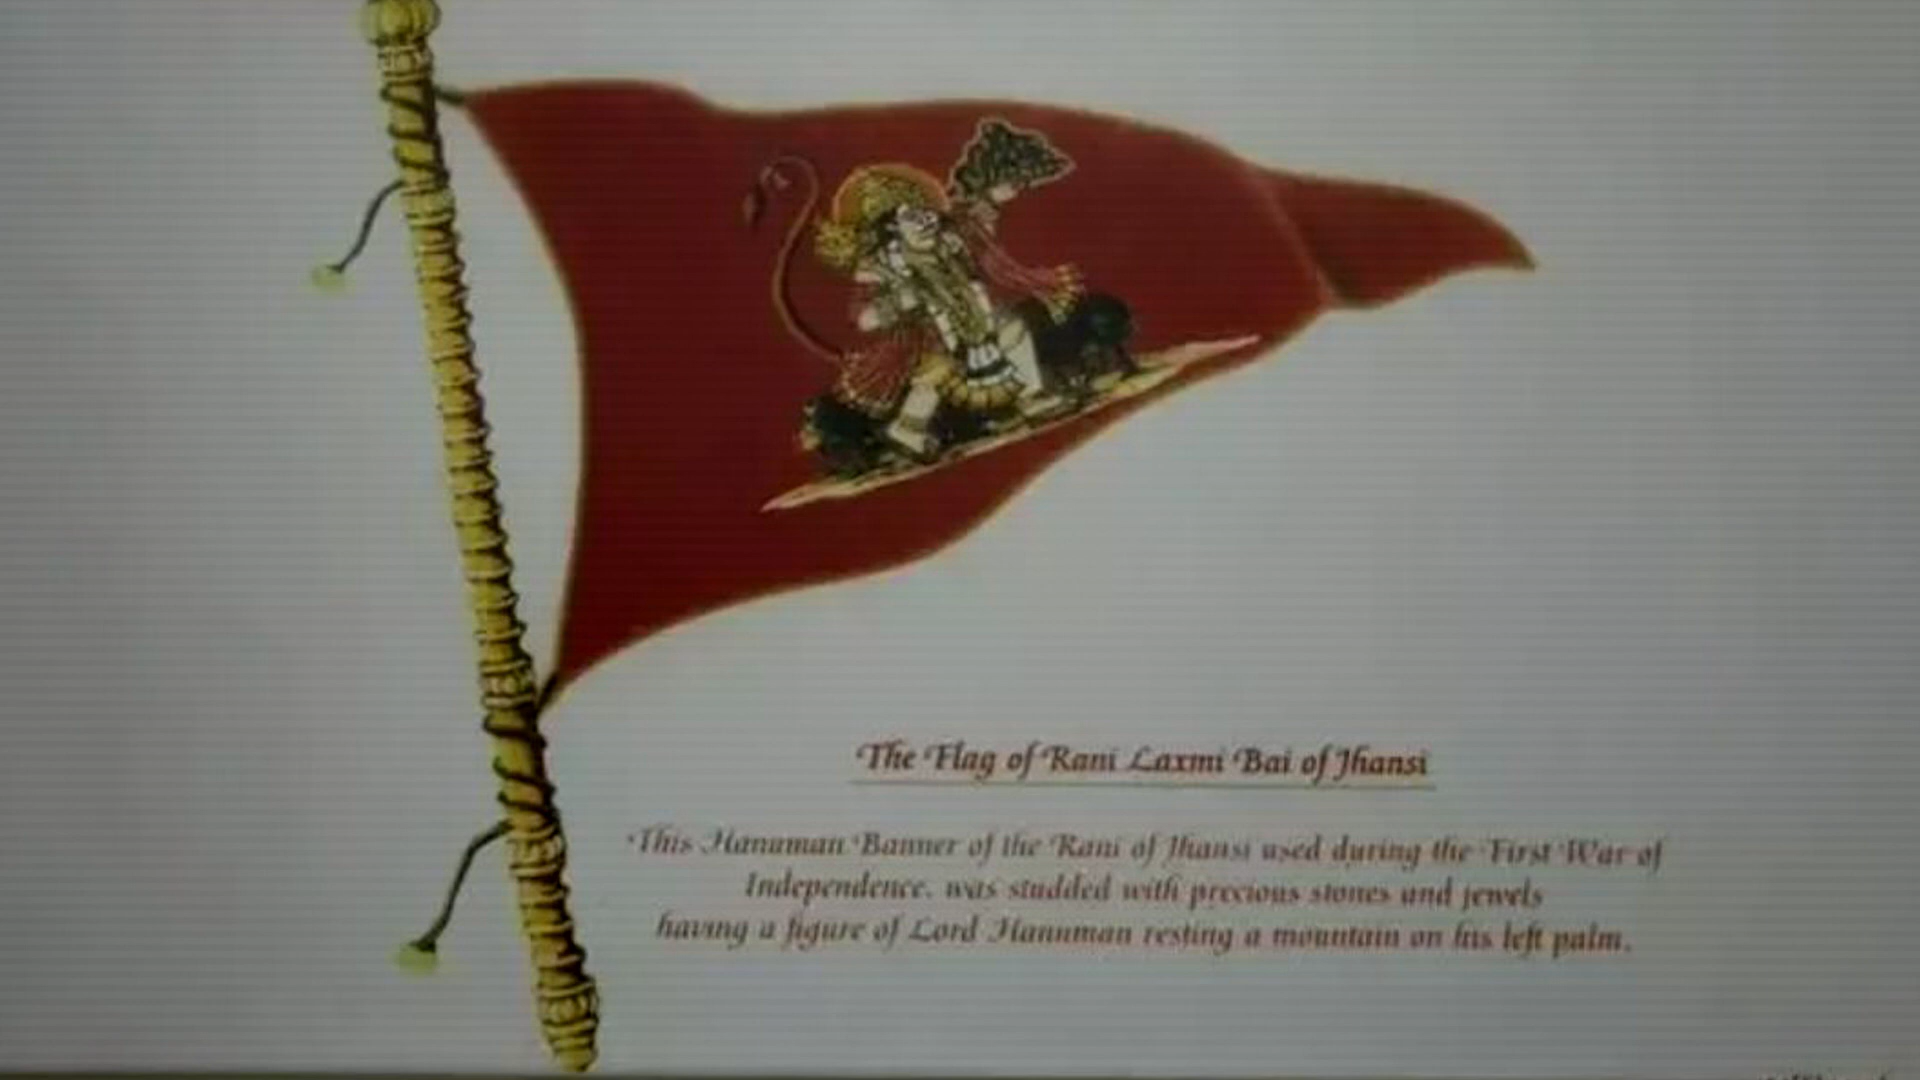 The Flag of Rani Laxmi Bai of Jhansi
This Hanuman Banner of the Rani of Jhansi used during the First War of
Independence, was studded with precious stones and jewels
having a figure of Lord Hanuman resting a mountain on his left palm.